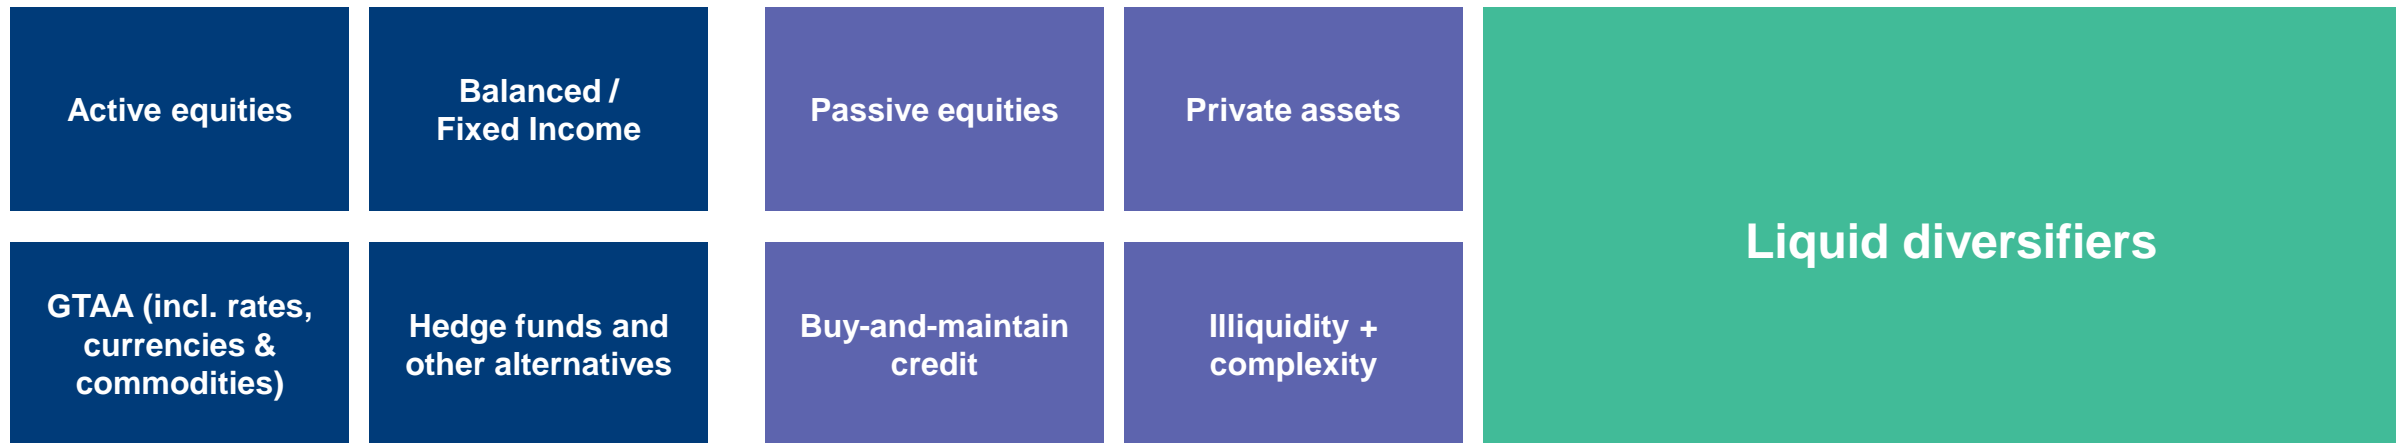 Active equities
Balanced /
Fixed Income
Passive equities
Private assets
Liquid diversifiers
GTAA (incl. rates,
currencies &
commodities)
Hedge funds and
other alternatives
Buy-and-maintain
credit
Illiquidity +
complexity